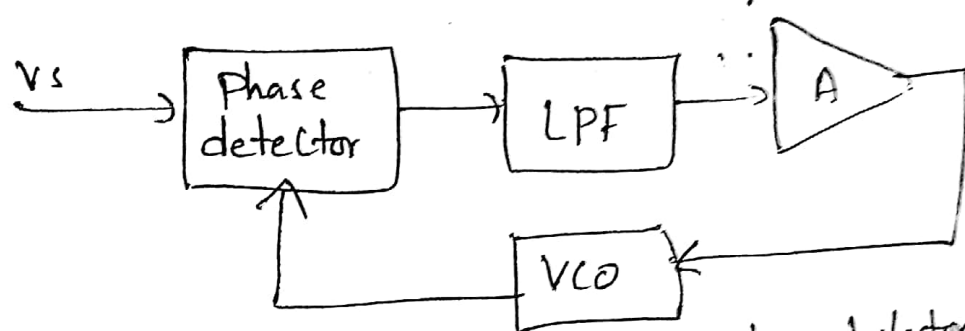 Vs
Phase
detector
LPF
A
VCO